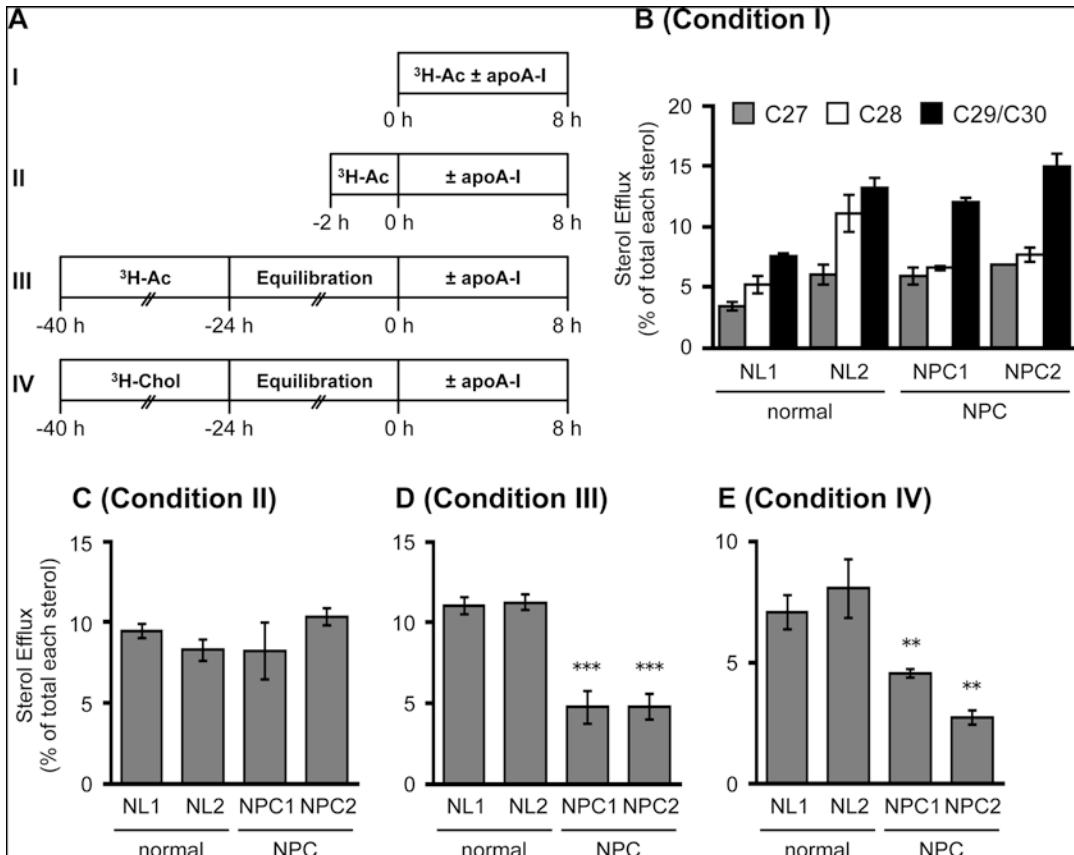 A
I
³H-Ac ± apoA-I
0 h 8 h
II
³H-Ac ± apoA-I
-2 h 0 h 8 h
III
³H-Ac Equilibration ± apoA-I
-40 h -24 h 0 h 8 h
IV
³H-Chol Equilibration ± apoA-I
-40 h -24 h 0 h 8 h
B (Condition I)
C27 C28 C29/C30
Sterol Efflux
(% of total each sterol)
20
15
10
5
0
NL1 NL2 NPC1 NPC2
normal NPC
C (Condition II)
Sterol Efflux
(% of total each sterol)
15
10
5
0
NL1 NL2 NPC1 NPC2
normal NPC
D (Condition III)
15
10
5
0
*** ***
NL1 NL2 NPC1 NPC2
normal NPC
E (Condition IV)
10
5
0
**
**
NL1 NL2 NPC1 NPC2
normal NPC